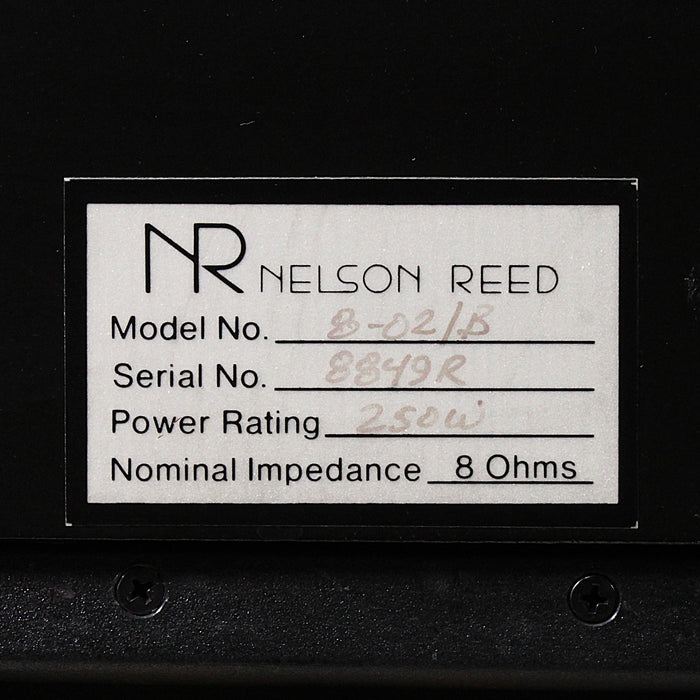 NR NELSON REED
Model No. 8-02/B
Serial No. 8849R
Power Rating 250W
Nominal Impedance 8 Ohms